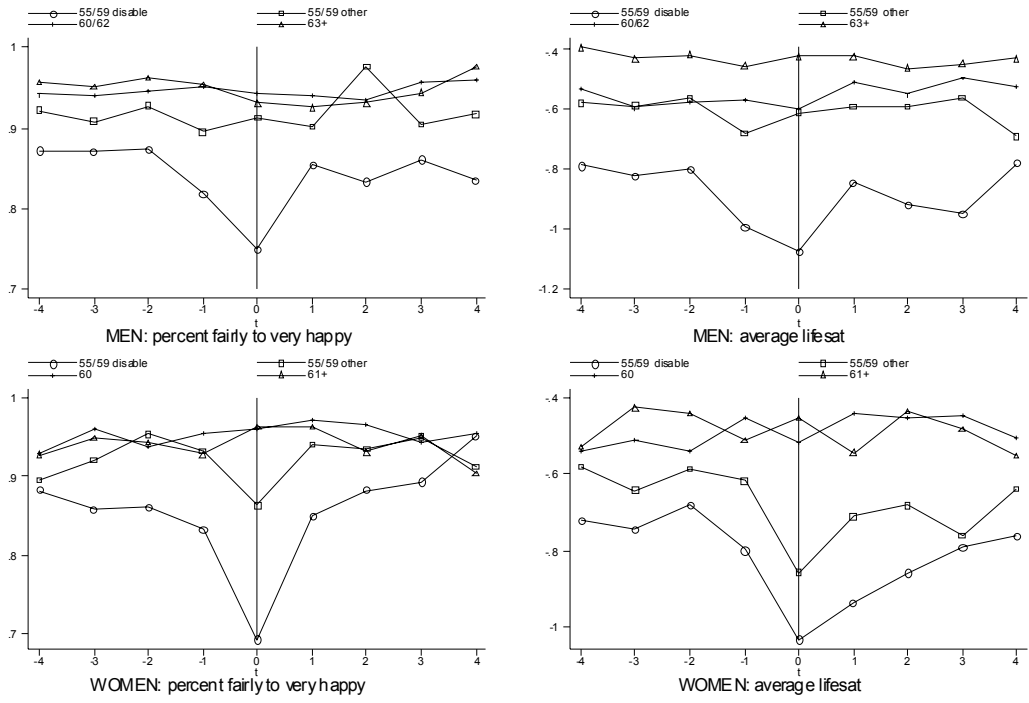 55/59 disable 55/59 other
60/62 63+
1
.9
.8
.7
-4 -3 -2 -1 0 1 2 3 4
t
MEN: percent fairly to very happy
55/59 disable 55/59 other
60/62 63+
-.4
-.6
-.8
-1
-1.2
-4 -3 -2 -1 0 1 2 3 4
t
MEN: average lifesat
55/59 disable 55/59 other
60 61+
1
.9
.8
.7
-4 -3 -2 -1 0 1 2 3 4
t
WOMEN: percent fairly to very happy
55/59 disable 55/59 other
60 61+
-.4
-.6
-.8
-1
-4 -3 -2 -1 0 1 2 3 4
t
WOMEN: average lifesat